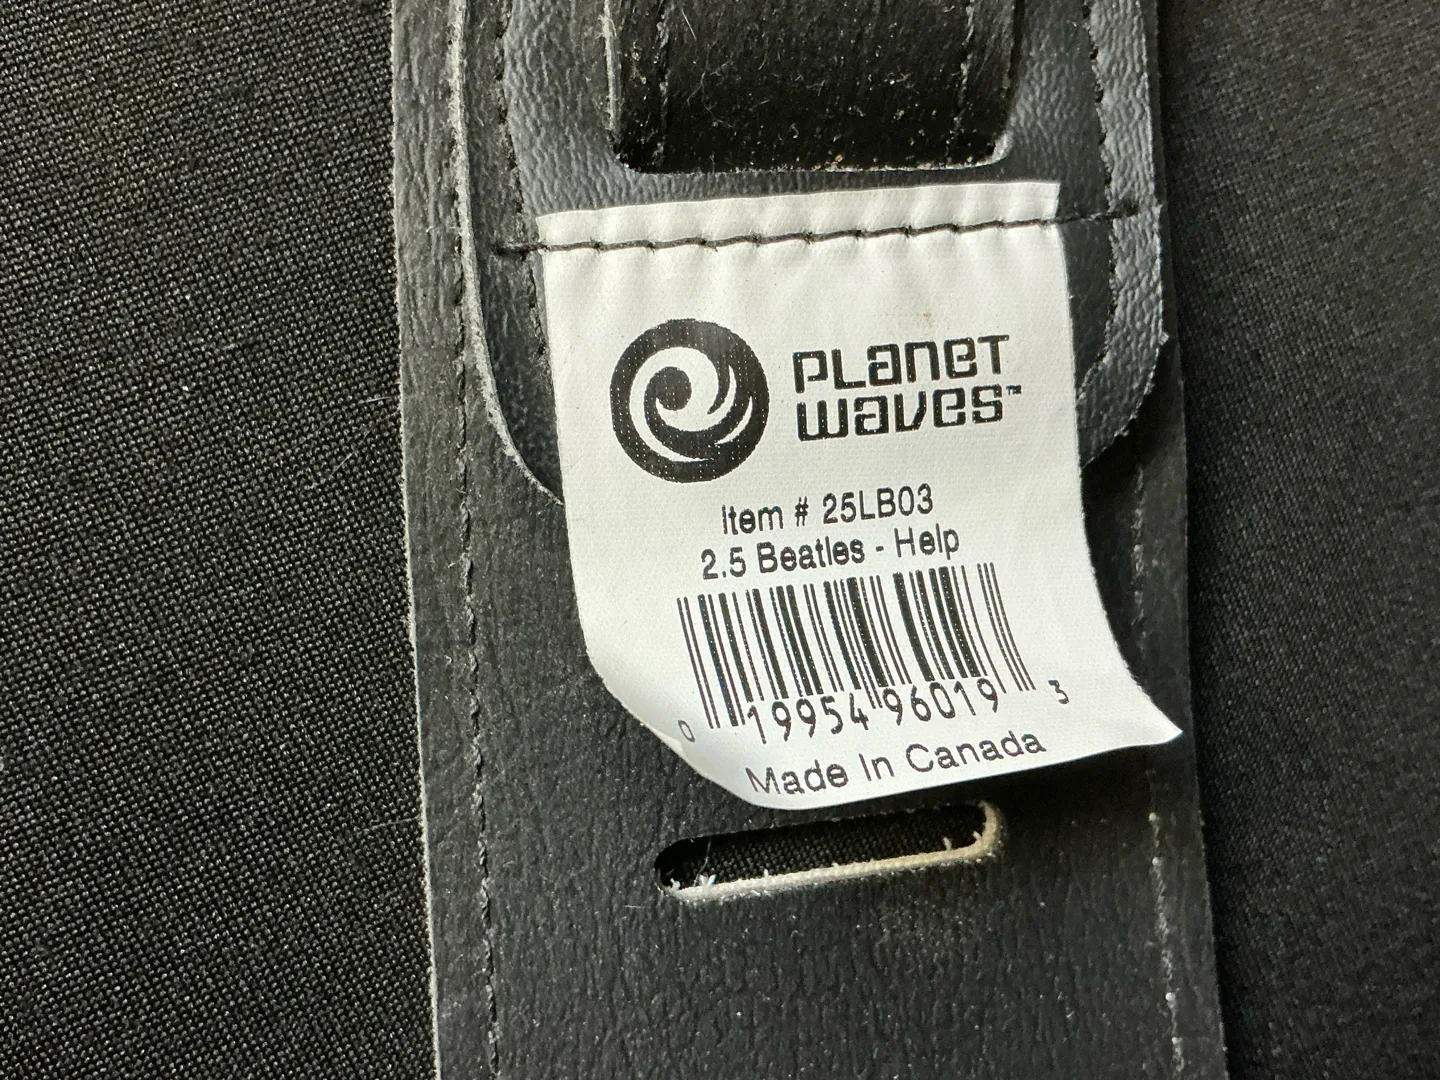 PLANET
WAVES™
Item # 25LB03
2.5 Beatles - Help
0 19954 96019 3
Made In Canada